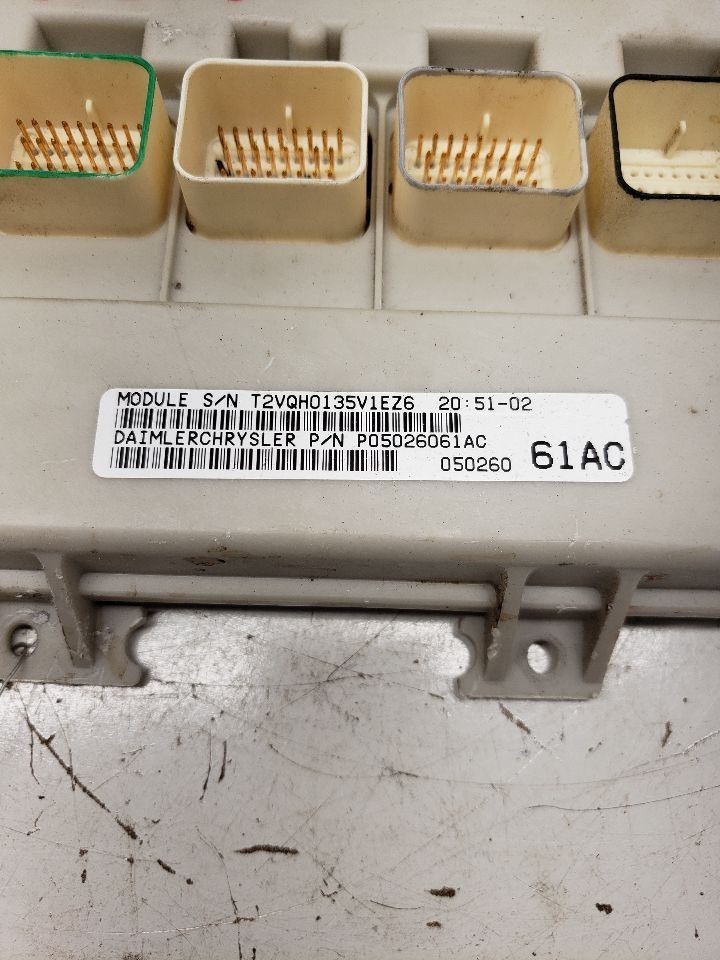 MODULE S/N T2VQH0135V1EZ6 20:51-02
DAIMLERCHRYSLER P/N P05026061AC
050260 61AC